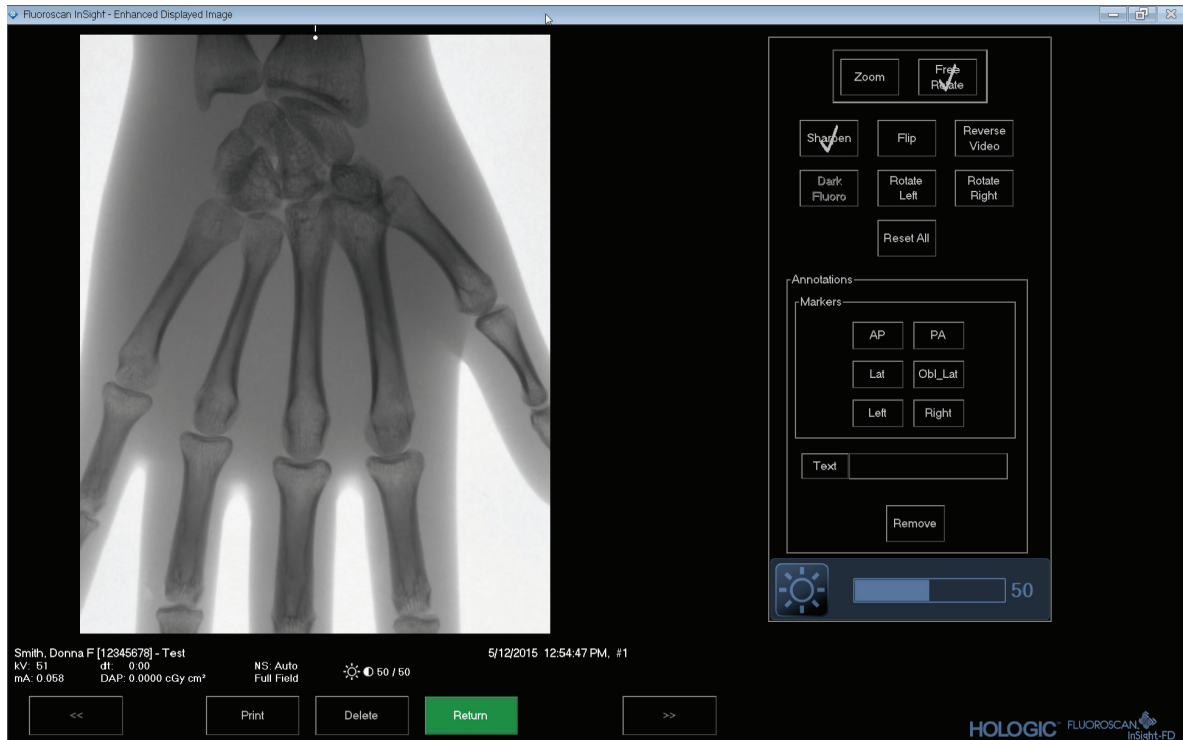 Fluoroscan InSight - Enhanced Displayed Image
Zoom
Free
Rotate
Sharpen
Flip
Reverse
Video
Dark
Fluoro
Rotate
Left
Rotate
Right
Reset All
Annotations
Markers
AP
PA
Lat
Obl_Lat
Left
Right
Text
Remove
50
Smith, Donna F [12345678] - Test
5/12/2015 12:54:47 PM, #1
kV: 51 dt: 0:00 NS: Auto
mA: 0.058 DAP: 0.0000 cGy cm² Full Field
50 / 50
<<
Print
Delete
Return
>>
HOLOGIC™ FLUOROSCAN
InSight-FD